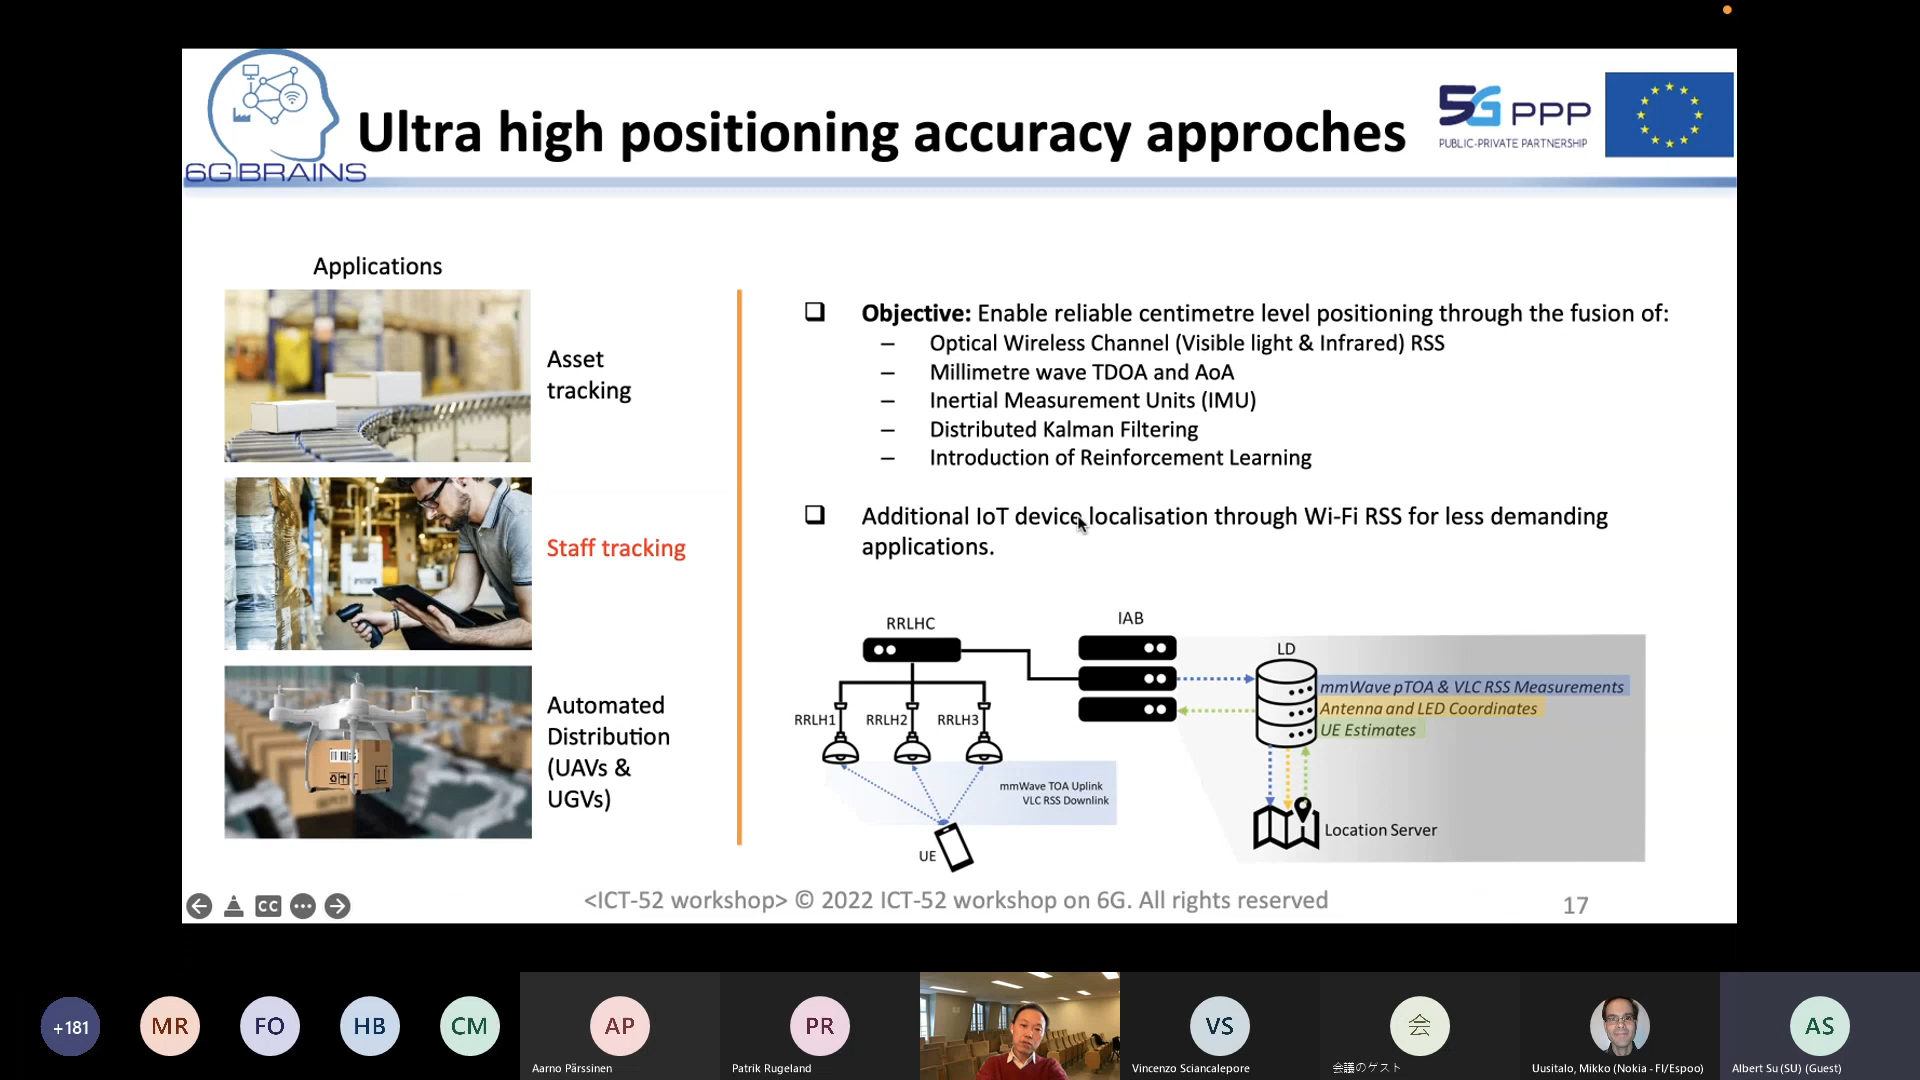 6G BRAINS
Ultra high positioning accuracy approches
5G PPP
PUBLIC-PRIVATE PARTNERSHIP
Applications
Asset
tracking
Staff tracking
Automated
Distribution
(UAVs &
UGVs)
❑ Objective: Enable reliable centimetre level positioning through the fusion of:
– Optical Wireless Channel (Visible light & Infrared) RSS
– Millimetre wave TDOA and AoA
– Inertial Measurement Units (IMU)
– Distributed Kalman Filtering
– Introduction of Reinforcement Learning
❑ Additional IoT device localisation through Wi-Fi RSS for less demanding
applications.
RRLHC
IAB
LD
RRLH1
RRLH2
RRLH3
mmWave pTOA & VLC RSS Measurements
Antenna and LED Coordinates
UE Estimates
mmWave TOA Uplink
VLC RSS Downlink
UE
Location Server
CC
<ICT-52 workshop> © 2022 ICT-52 workshop on 6G. All rights reserved
17
+181
MR
FO
HB
CM
AP
Aarno Pärssinen
PR
Patrik Rugeland
VS
Vincenzo Sciancalepore
会
会議のゲスト
Uusitalo, Mikko (Nokia - FI/Espoo)
AS
Albert Su (SU) (Guest)